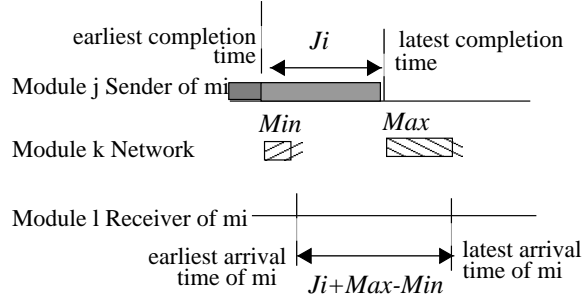 earliest completion
time
Ji
latest completion
time
Module j Sender of mi
Min
Max
Module k Network
Module l Receiver of mi
earliest arrival
time of mi
Ji+Max-Min
latest arrival
time of mi